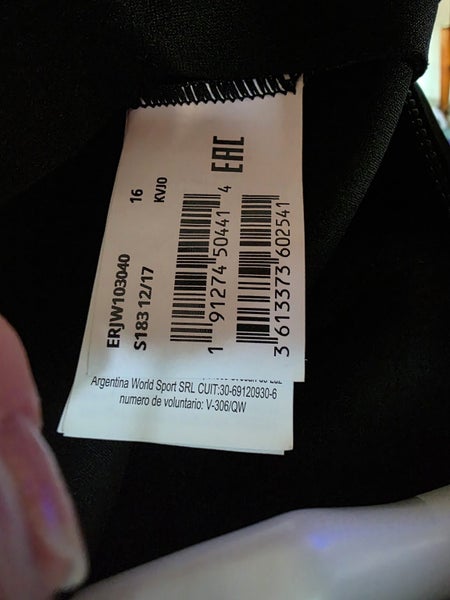 ERJW103040 16
S183 12/17 KVJ0
1 91274 50441 4
EAC
3 613373 602541
Argentina World Sport SRL CUIT:30-69120930-6
numero de voluntario: V-306/QW